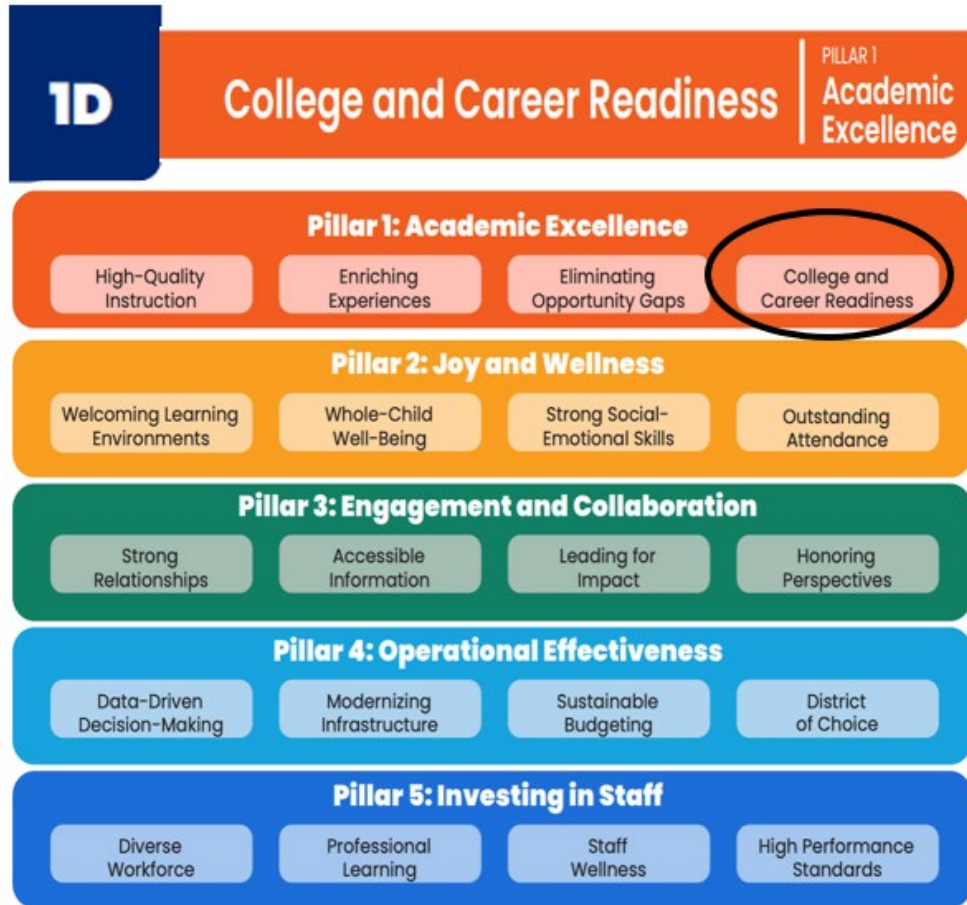 1D
College and Career Readiness
PILLAR 1
Academic
Excellence
Pillar 1: Academic Excellence
High-Quality
Instruction
Enriching
Experiences
Eliminating
Opportunity Gaps
College and
Career Readiness
Pillar 2: Joy and Wellness
Welcoming Learning
Environments
Whole-Child
Well-Being
Strong Social-
Emotional Skills
Outstanding
Attendance
Pillar 3: Engagement and Collaboration
Strong
Relationships
Accessible
Information
Leading for
Impact
Honoring
Perspectives
Pillar 4: Operational Effectiveness
Data-Driven
Decision-Making
Modernizing
Infrastructure
Sustainable
Budgeting
District
of Choice
Pillar 5: Investing in Staff
Diverse
Workforce
Professional
Learning
Staff
Wellness
High Performance
Standards